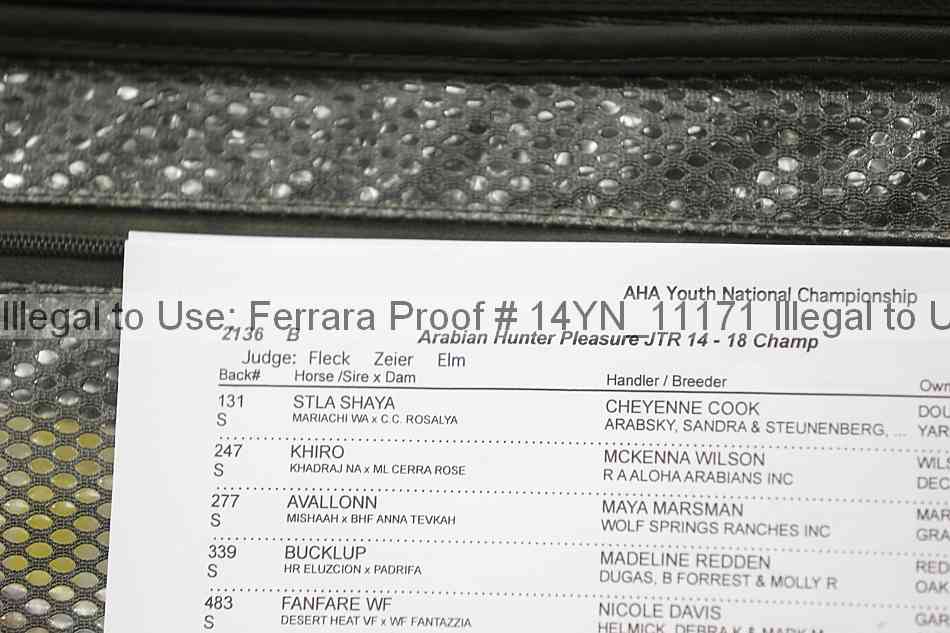 AHA Youth National Championship
Illegal to Use: Ferrara Proof # 14YN_11171 Illegal to U
2136 B Arabian Hunter Pleasure JTR 14 - 18 Champ
Judge: Fleck Zeier Elm
Back# Horse /Sire x Dam Handler / Breeder Own
131 STLA SHAYA CHEYENNE COOK DOU
S MARIACHI WA x C.C. ROSALYA ARABSKY, SANDRA & STEUNENBERG, ... YAR
247 KHIRO MCKENNA WILSON WILS
S KHADRAJ NA x ML CERRA ROSE R A ALOHA ARABIANS INC DEC
277 AVALLONN MAYA MARSMAN MAR
S MISHAAH x BHF ANNA TEVKAH WOLF SPRINGS RANCHES INC GRA
339 BUCKLUP MADELINE REDDEN RED
S HR ELUZCION x PADRIFA DUGAS, B FORREST & MOLLY R OAK
483 FANFARE WF NICOLE DAVIS GAR
S DESERT HEAT VF x WF FANTAZZIA HELMICK, DEBRA K & MARK M